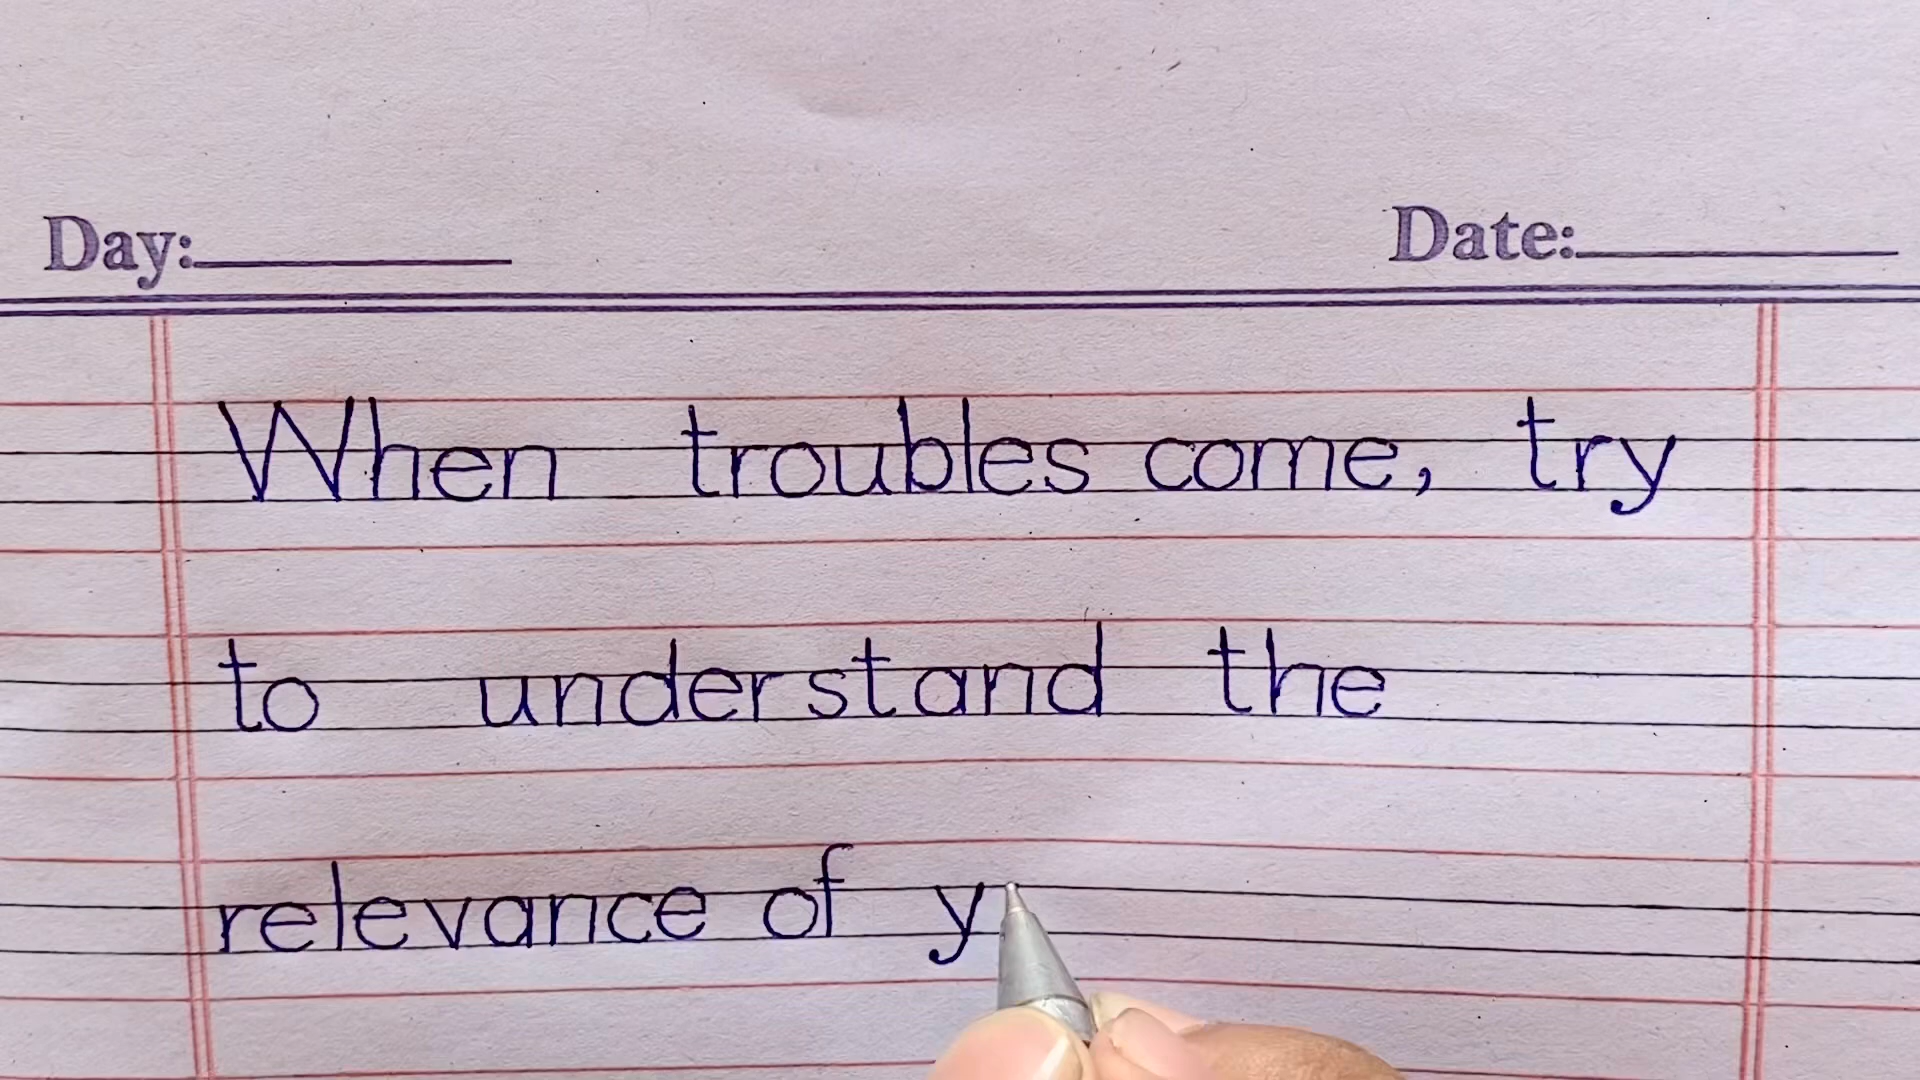 Day: Date:
When troubles come, try
to understand the
relevance of y